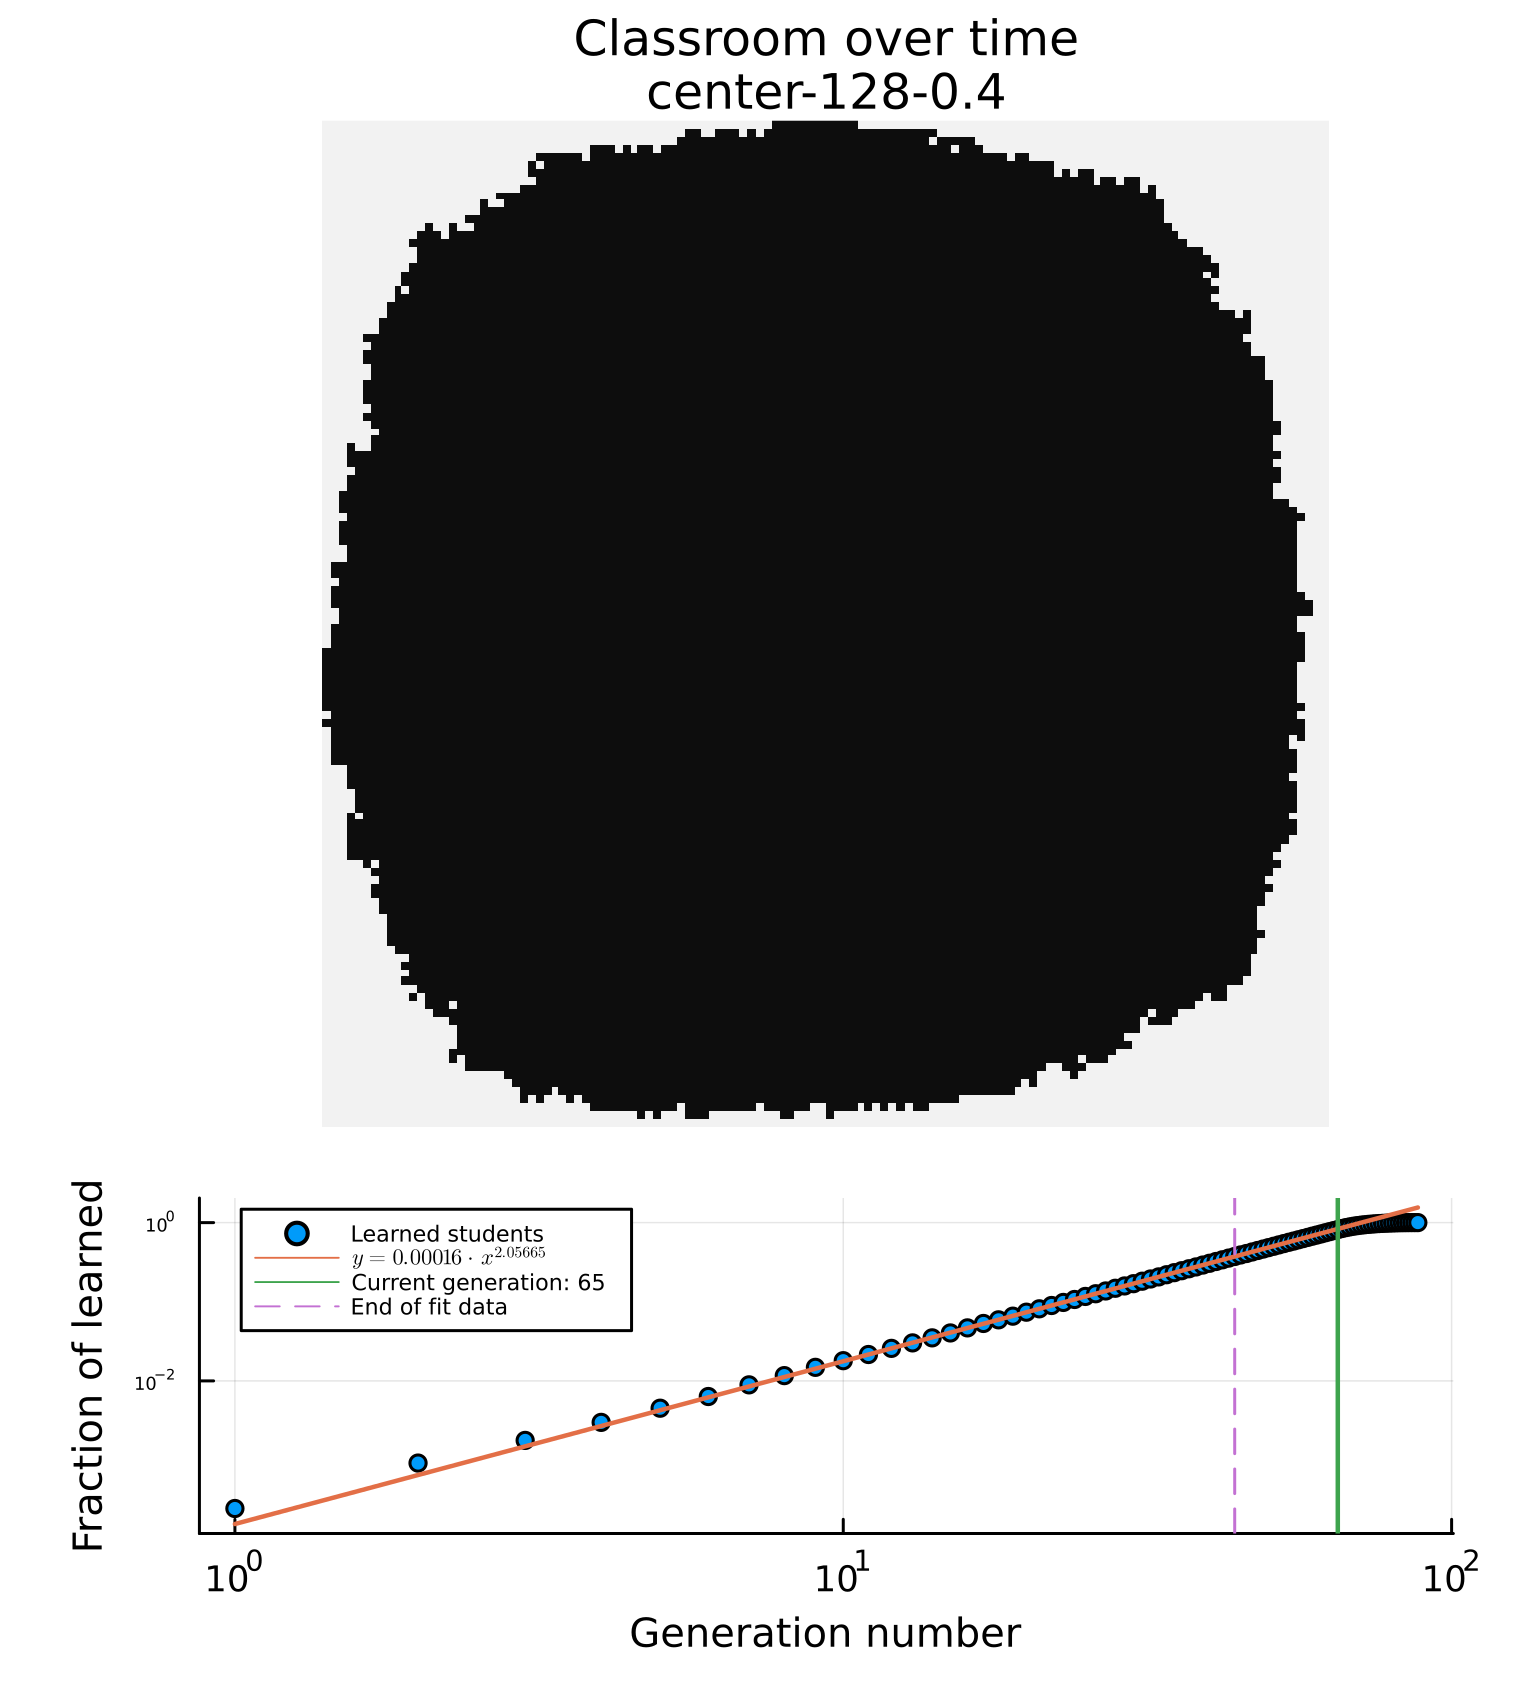 Classroom over time
center-128-0.4
Fraction of learned
10^0
10^−2
Learned students
y = 0.00016 · x^2.05665
Current generation: 65
End of fit data
10^0 10^1 10^2
Generation number